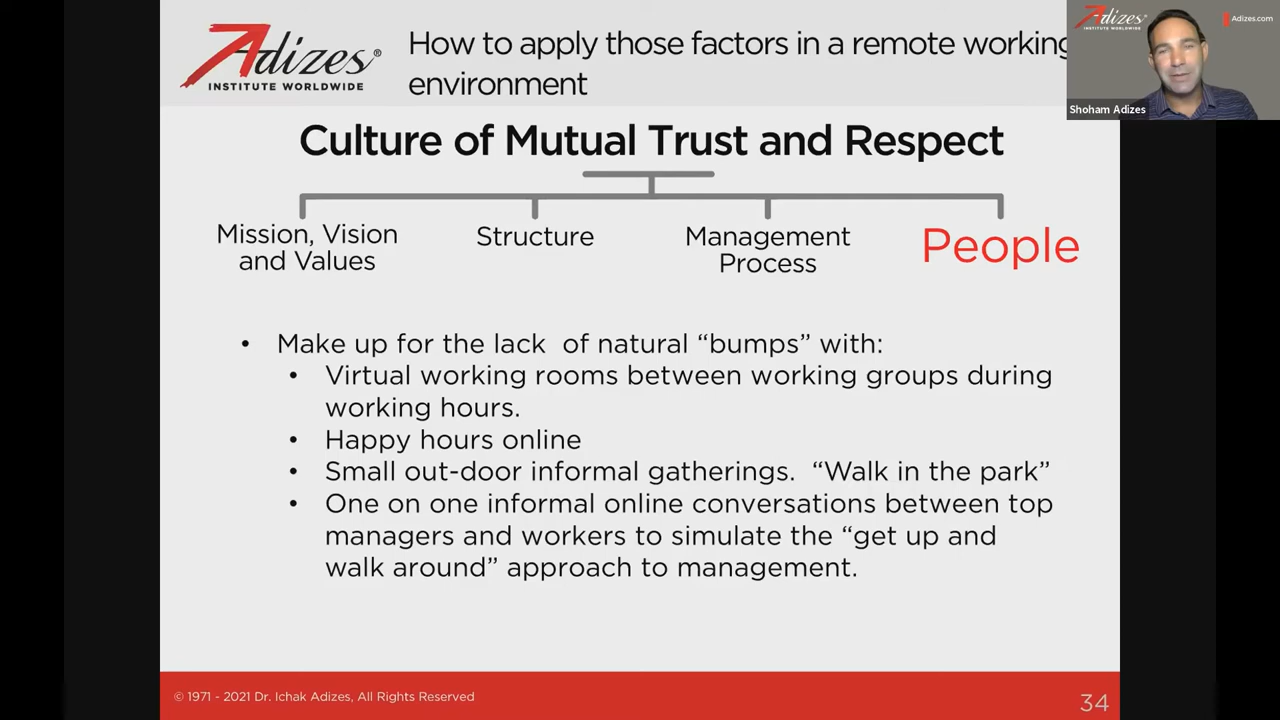 Adizes®
INSTITUTE WORLDWIDE
How to apply those factors in a remote working
environment
Adizes
INSTITUTE WORLDWIDE
Adizes.com
Shoham Adizes
Culture of Mutual Trust and Respect
Mission, Vision
and Values
Structure
Management
Process
People
• Make up for the lack of natural “bumps” with:
• Virtual working rooms between working groups during
working hours.
• Happy hours online
• Small out-door informal gatherings. “Walk in the park”
• One on one informal online conversations between top
managers and workers to simulate the “get up and
walk around” approach to management.
© 1971 - 2021 Dr. Ichak Adizes, All Rights Reserved
34